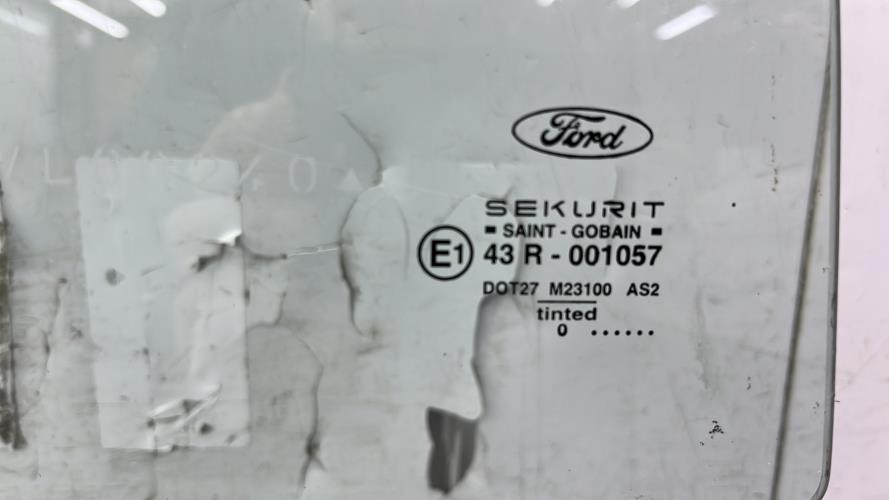 Ford
SEKURIT
SAINT - GOBAIN
E1
43 R - 001057
DOT27 M23100 AS2
tinted
0 ......